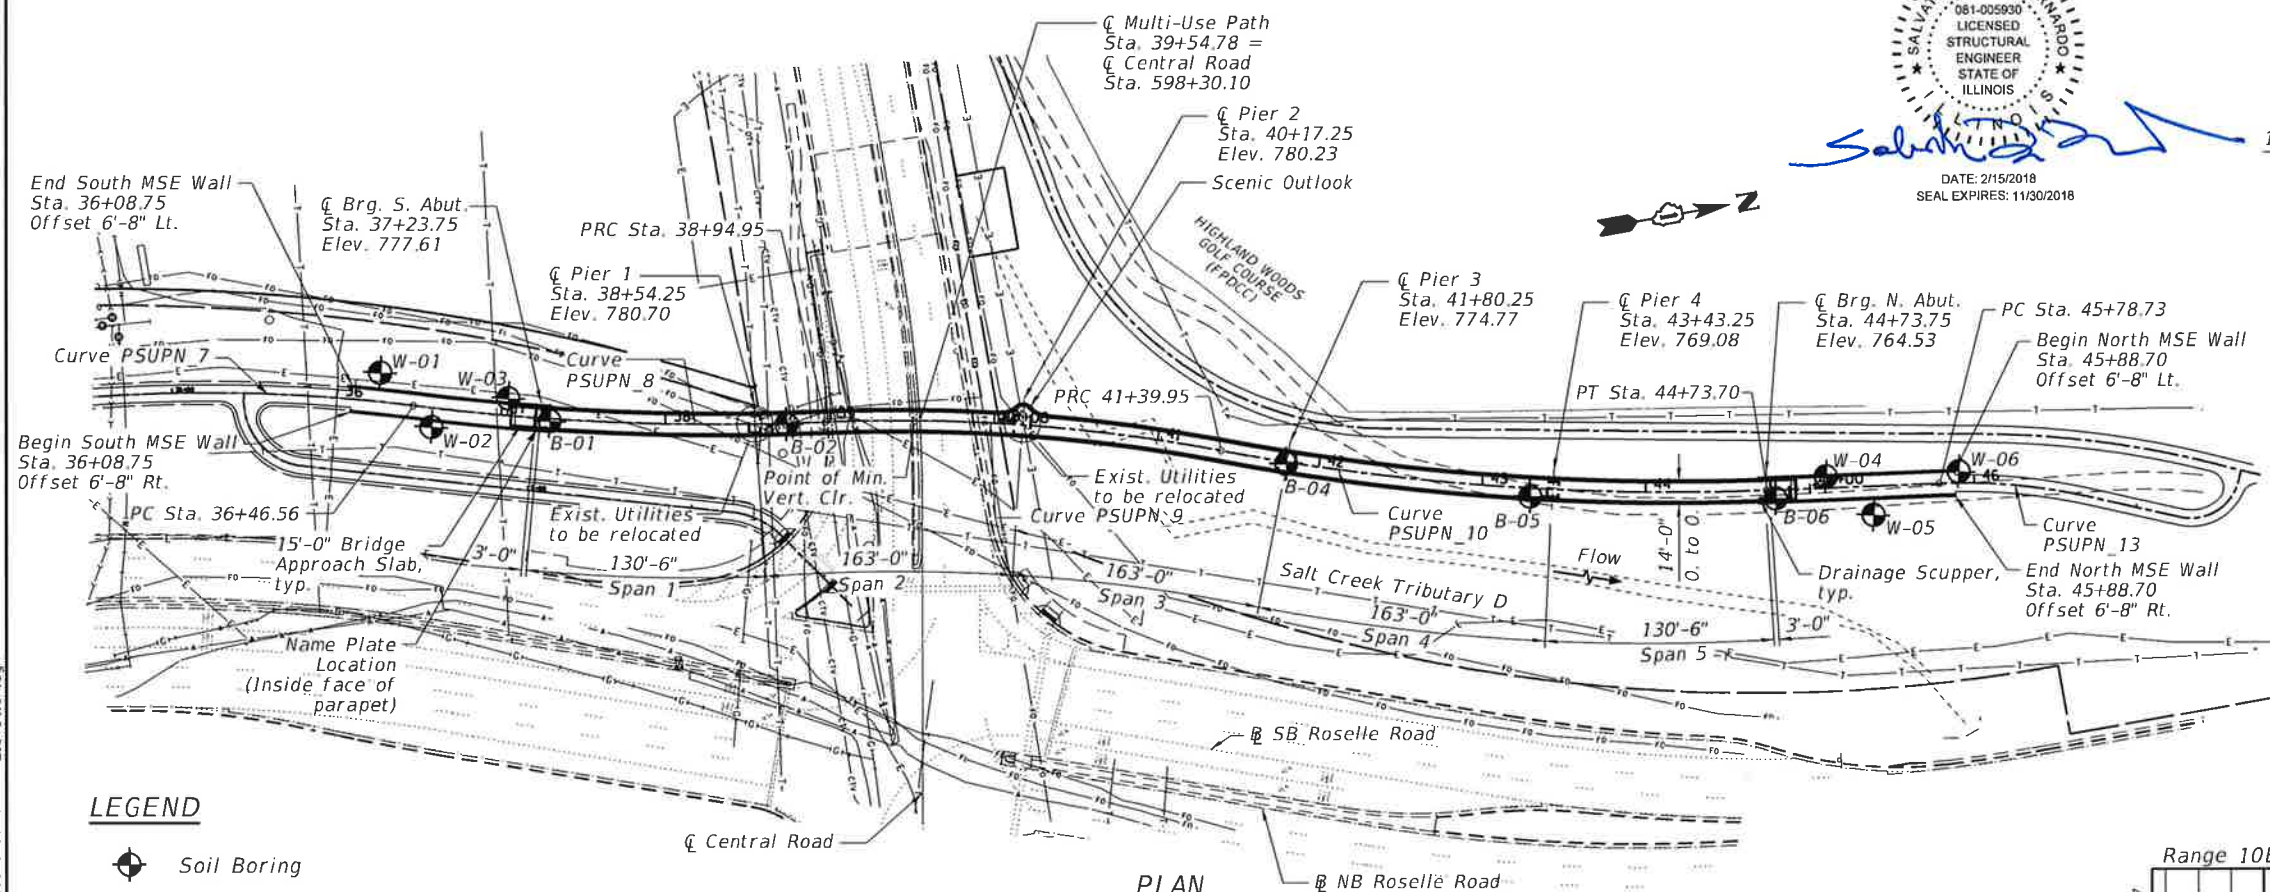 ℄ Multi-Use Path
Sta. 39+54.78 =
℄ Central Road
Sta. 598+30.10
081-005930
LICENSED
STRUCTURAL
ENGINEER
STATE OF
ILLINOIS
ILLINOIS
DATE: 2/15/2018
SEAL EXPIRES: 11/30/2018
℄ Pier 2
Sta. 40+17.25
Elev. 780.23
Scenic Outlook
End South MSE Wall
Sta. 36+08.75
Offset 6'-8" Lt.
℄ Brg. S. Abut.
Sta. 37+23.75
Elev. 777.61
PRC Sta. 38+94.95
℄ Pier 1
Sta. 38+54.25
Elev. 780.70
N
HIGHLAND WOODS
GOLF COURSE
(FPDCC)
℄ Pier 3
Sta. 41+80.25
Elev. 774.77
℄ Pier 4
Sta. 43+43.25
Elev. 769.08
℄ Brg. N. Abut.
Sta. 44+73.75
Elev. 764.53
PC Sta. 45+78.73
Begin North MSE Wall
Sta. 45+88.70
Offset 6'-8" Lt.
Curve PSUPN_7
W-01
W-03
Curve
PSUPN_8
PRC 41+39.95
PT Sta. 44+73.70
Begin South MSE Wall
Sta. 36+08.75
Offset 6'-8" Rt.
W-02
B-01
B-02
Point of Min.
Vert. Clr.
Exist. Utilities
to be relocated
Curve PSUPN_9
B-04
Curve
PSUPN_10
B-05
B-06
W-04
W-06
W-05
Curve
PSUPN_13
PC Sta. 36+46.56
15'-0" Bridge
Approach Slab,
typ.
3'-0"
Exist. Utilities
to be relocated
130'-6"
Span 1
163'-0"
Span 2
163'-0"
Span 3
Salt Creek Tributary D
Flow
163'-0"
Span 4
14'-0"
O. to O.
130'-6"
Span 5
3'-0"
Drainage Scupper,
typ.
End North MSE Wall
Sta. 45+88.70
Offset 6'-8" Rt.
Name Plate
Location
(Inside face of
parapet)
℄ Central Road
B SB Roselle Road
B NB Roselle Road
LEGEND
Soil Boring
PLAN
Range 10E